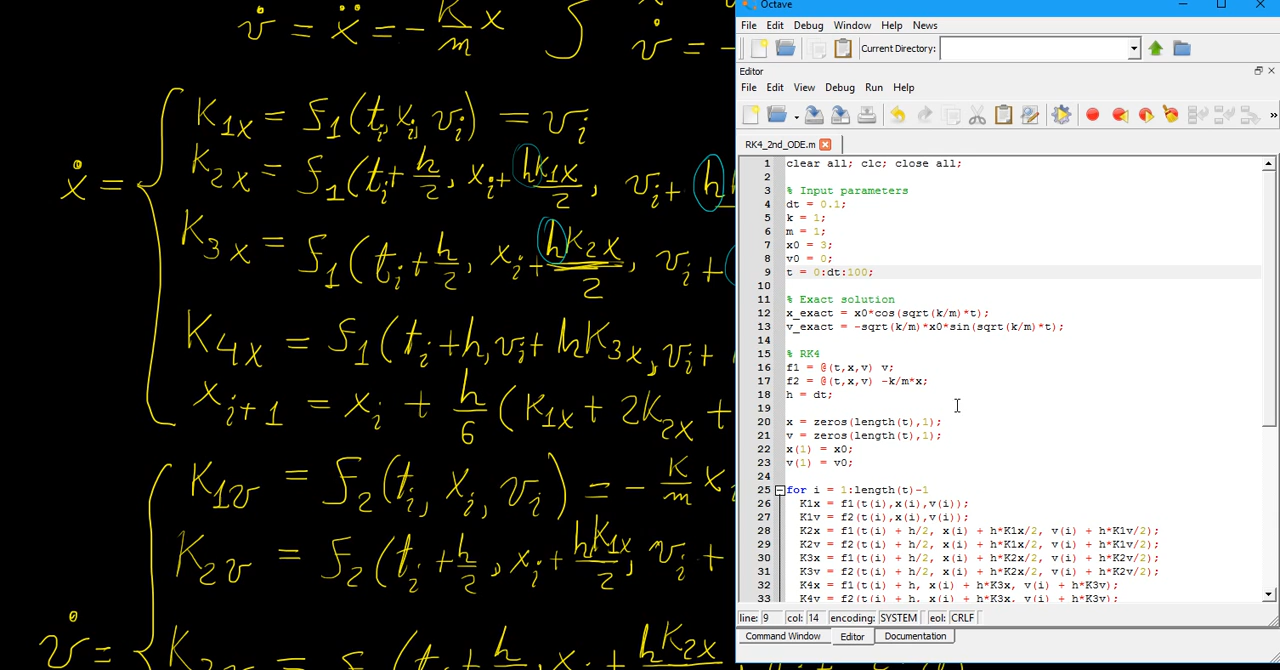 v̇ = ẍ = - K/m x ∫ v̇ = -
ẋ =
K1x = f1(ti, xi, vi) = vi
K2x = f1(ti + h/2, xi + hK1x/2, vi + h
K3x = f1(ti + h/2, xi + hK2x/2, vi +
K4x = f1(ti + h, vi + hK3x, vi +
xi+1 = xi + h/6 (K1x + 2K2x +
K1v = f2(ti, xi, vi) = - K/m x
K2v = f2(ti + h/2, xi + hK1x/2, vi +
v̇ =
Octave
File Edit Debug Window Help News
Current Directory:
Editor
File Edit View Debug Run Help
»
RK4_2nd_ODE.m
1 clear all; clc; close all;
2
3 % Input parameters
4 dt = 0.1;
5 k = 1;
6 m = 1;
7 x0 = 3;
8 v0 = 0;
9 t = 0:dt:100;
10
11 % Exact solution
12 x_exact = x0*cos(sqrt(k/m)*t);
13 v_exact = -sqrt(k/m)*x0*sin(sqrt(k/m)*t);
14
15 % RK4
16 f1 = @(t,x,v) v;
17 f2 = @(t,x,v) -k/m*x;
18 h = dt;
19
20 x = zeros(length(t),1);
21 v = zeros(length(t),1);
22 x(1) = x0;
23 v(1) = v0;
24
25 for i = 1:length(t)-1
26 K1x = f1(t(i),x(i),v(i));
27 K1v = f2(t(i),x(i),v(i));
28 K2x = f1(t(i) + h/2, x(i) + h*K1x/2, v(i) + h*K1v/2);
29 K2v = f2(t(i) + h/2, x(i) + h*K1x/2, v(i) + h*K1v/2);
30 K3x = f1(t(i) + h/2, x(i) + h*K2x/2, v(i) + h*K2v/2);
31 K3v = f2(t(i) + h/2, x(i) + h*K2x/2, v(i) + h*K2v/2);
32 K4x = f1(t(i) + h, x(i) + h*K3x, v(i) + h*K3v);
33 K4v = f2(t(i) + h, x(i) + h*K3x, v(i) + h*K3v);
line: 9 col: 14 encoding: SYSTEM eol: CRLF
Command Window Editor Documentation